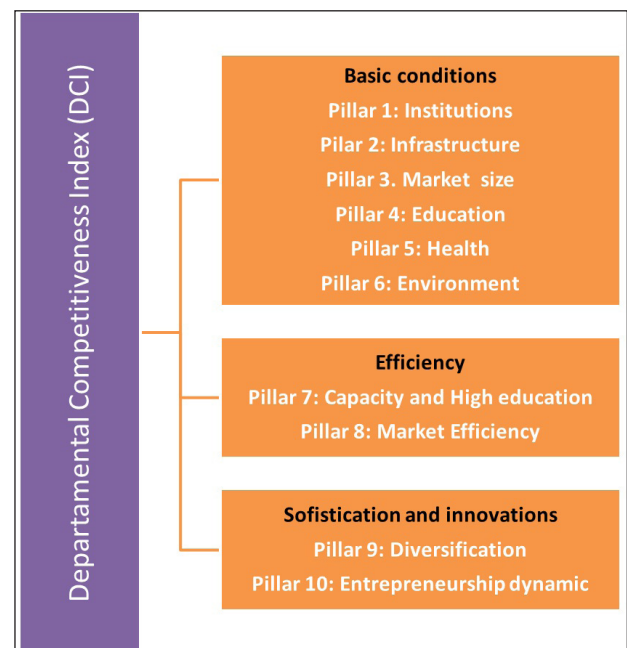 Departamental Competitiveness Index (DCI)
Basic conditions
Pillar 1: Institutions
Pilar 2: Infrastructure
Pillar 3. Market size
Pillar 4: Education
Pillar 5: Health
Pillar 6: Environment
Efficiency
Pillar 7: Capacity and High education
Pillar 8: Market Efficiency
Sofistication and innovations
Pillar 9: Diversification
Pillar 10: Entrepreneurship dynamic